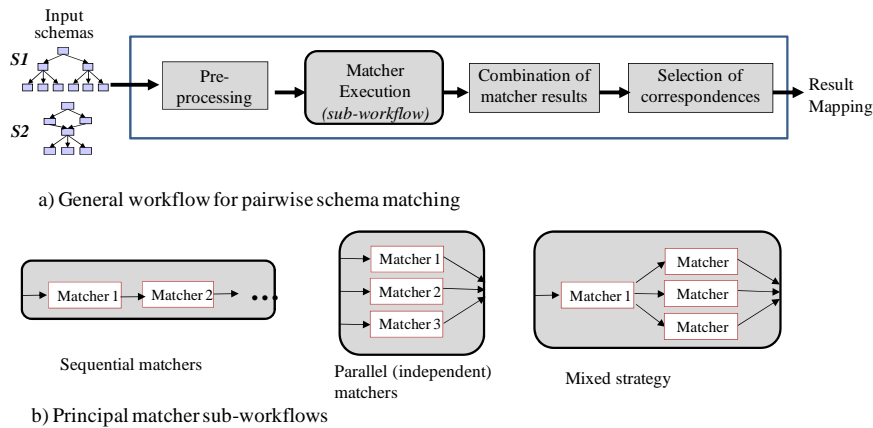 Input
schemas
S1
S2
Pre-
processing
Matcher
Execution
(sub-workflow)
Combination of
matcher results
Selection of
correspondences
Result
Mapping
a) General workflow for pairwise schema matching
Matcher 1
Matcher 2
...
Sequential matchers
Matcher 1
Matcher 2
Matcher 3
Parallel (independent)
matchers
Matcher 1
Matcher
Matcher
Matcher
Mixed strategy
b) Principal matcher sub-workflows